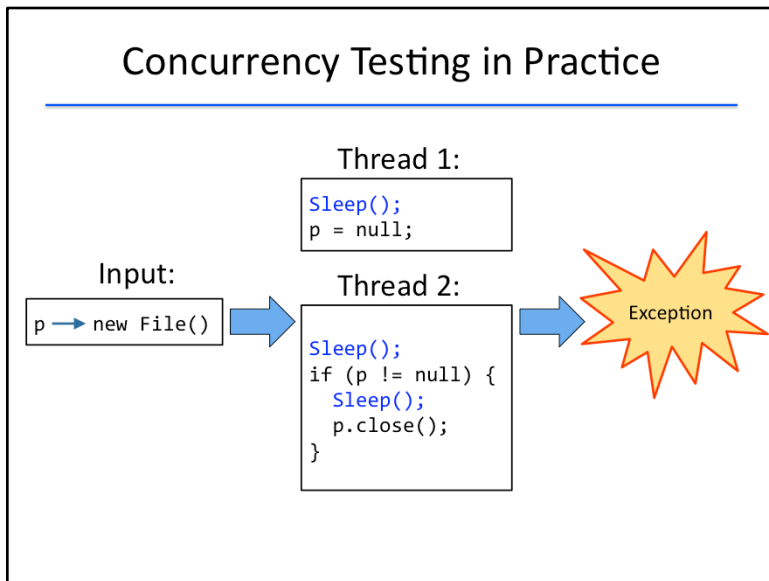 Concurrency Testing in Practice
Thread 1:
Sleep();
p = null;
Input:
p → new File()
Thread 2:
Sleep();
if (p != null) {
  Sleep();
  p.close();
}
Exception